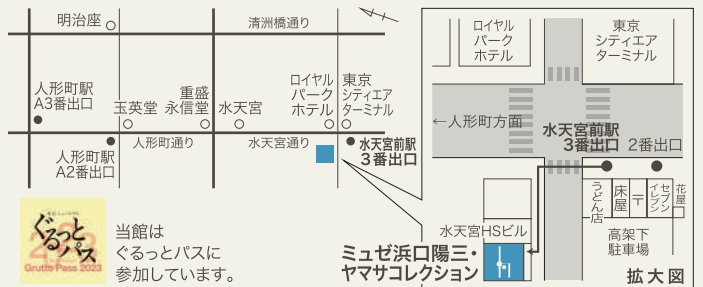 明治座
清洲橋通り
人形町駅
A3番出口
玉英堂
重盛
永信堂
水天宮
ロイヤル
パーク
ホテル
東京
シティエア
ターミナル
人形町通り
水天宮通り
人形町駅
A2番出口
水天宮前駅
3番出口
ぐるっと
パス
2023
Grutto Pass 2023
当館は
ぐるっとパスに
参加しています。
ロイヤル
パーク
ホテル
東京
シティエア
ターミナル
←人形町方面
水天宮前駅
3番出口
2番出口
うどん店
床屋
〒
セブン
イレブン
花屋
水天宮HSビル
高架下
駐車場
ミュゼ浜口陽三・
ヤマサコレクション
拡大図